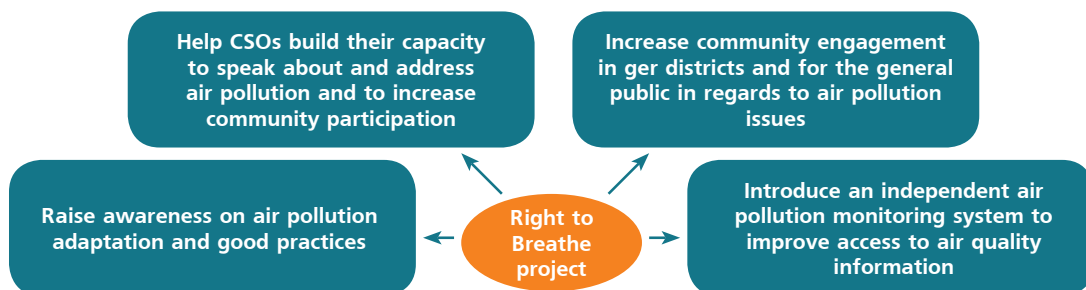 Help CSOs build their capacity
to speak about and address
air pollution and to increase
community participation
Increase community engagement
in ger districts and for the general
public in regards to air pollution
issues
Raise awareness on air pollution
adaptation and good practices
Right to
Breathe
project
Introduce an independent air
pollution monitoring system to
improve access to air quality
information